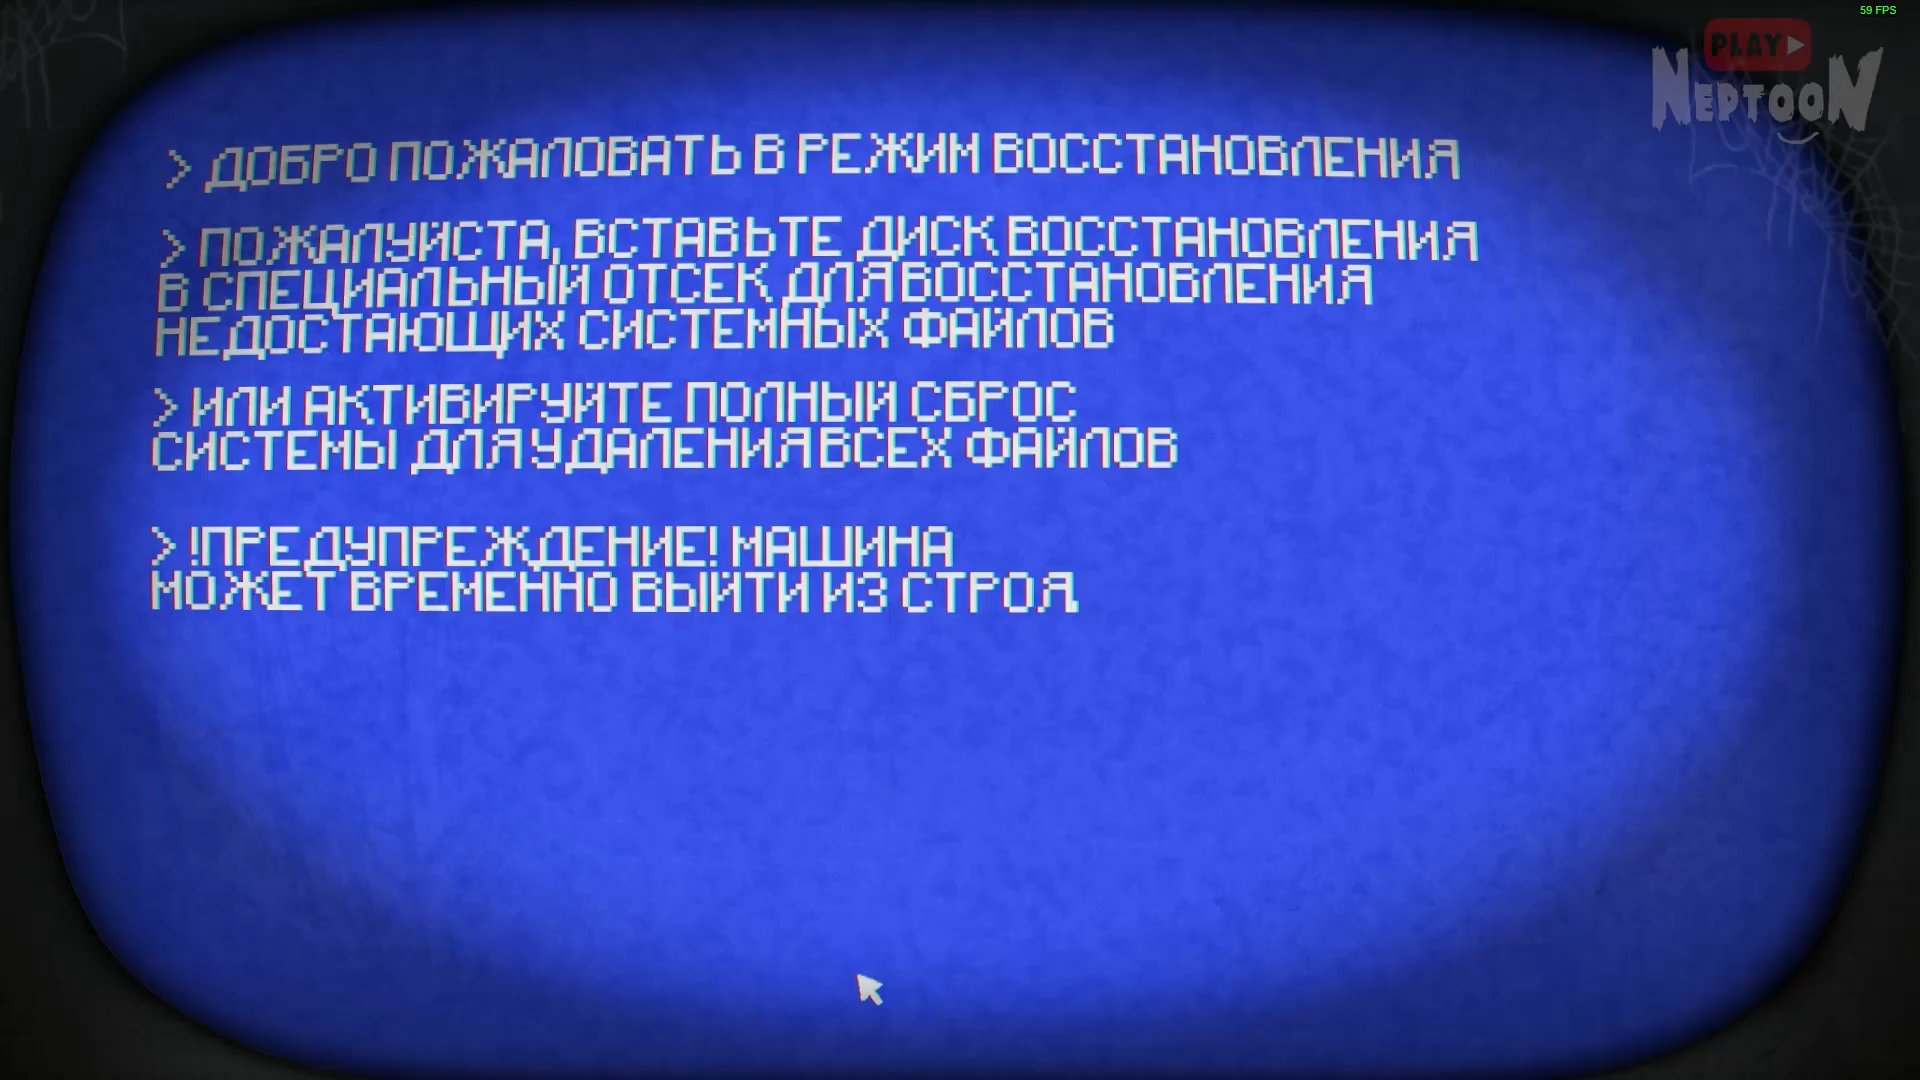 59 FPS
PLAY
NEPTOON
> ДОБРО ПОЖАЛОВАТЬ В РЕЖИМ ВОССТАНОВЛЕНИЯ
> ПОЖАЛУЙСТА, ВСТАВЬТЕ ДИСК ВОССТАНОВЛЕНИЯ
В СПЕЦИАЛЬНЫЙ ОТСЕК ДЛЯ ВОССТАНОВЛЕНИЯ
НЕДОСТАЮЩИХ СИСТЕМНЫХ ФАЙЛОВ
> ИЛИ АКТИВИРУЙТЕ ПОЛНЫЙ СБРОС
СИСТЕМЫ ДЛЯ УДАЛЕНИЯ ВСЕХ ФАЙЛОВ
> !ПРЕДУПРЕЖДЕНИЕ! МАШИНА
МОЖЕТ ВРЕМЕННО ВЫЙТИ ИЗ СТРОЯ.